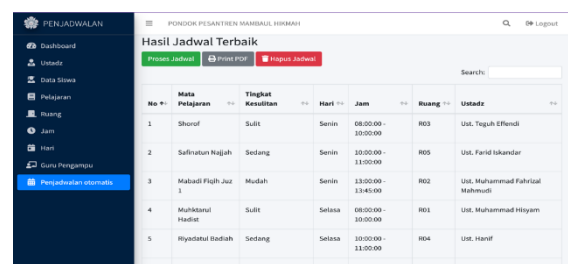 PENJADWALAN
PONDOK PESANTREN MAMBAUL HIKMAH
Logout
Dashboard
Ustadz
Data Siswa
Pelajaran
Ruang
Jam
Hari
Guru Pengampu
Penjadwalan otomatis
Hasil Jadwal Terbaik
Proses Jadwal Print PDF Hapus Jadwal
Search:
No Mata Pelajaran Tingkat Kesulitan Hari Jam Ruang Ustadz
1 Shorof Sulit Senin 08:00:00 - 10:00:00 R03 Ust. Teguh Effendi
2 Safinatun Najjah Sedang Senin 10:00:00 - 11:00:00 R05 Ust. Farid Iskandar
3 Mabadi Fiqih Juz 1 Mudah Senin 13:00:00 - 13:45:00 R02 Ust. Muhammad Fahrizal Mahmudi
4 Muhktarul Hadist Sulit Selasa 08:00:00 - 10:00:00 R01 Ust. Muhammad Hisyam
5 Riyadatul Badiah Sedang Selasa 10:00:00 - 11:00:00 R04 Ust. Hanif